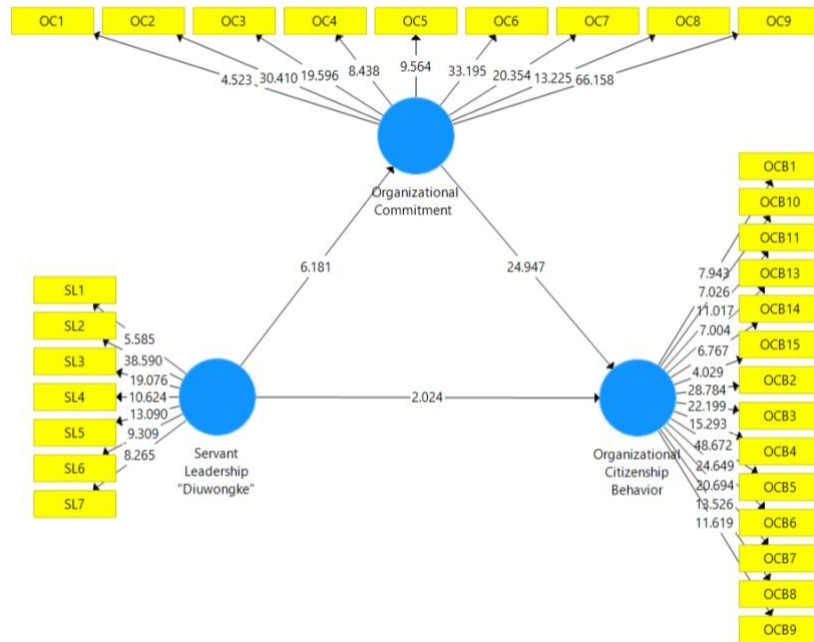 OC1 OC2 OC3 OC4 OC5 OC6 OC7 OC8 OC9
4.523 30.410 19.596 8.438 9.564 33.195 20.354 13.225 66.158
Organizational
Commitment
6.181
24.947
SL1
SL2
SL3
SL4
SL5
SL6
SL7
5.585
38.590
19.076
10.624
13.090
9.309
8.265
Servant
Leadership
"Diuwongke"
2.024
Organizational
Citizenship
Behavior
7.943
7.026
11.017
7.004
6.767
4.029
28.784
22.199
15.293
48.672
24.649
20.694
13.526
11.619
OCB1
OCB10
OCB11
OCB13
OCB14
OCB15
OCB2
OCB3
OCB4
OCB5
OCB6
OCB7
OCB8
OCB9